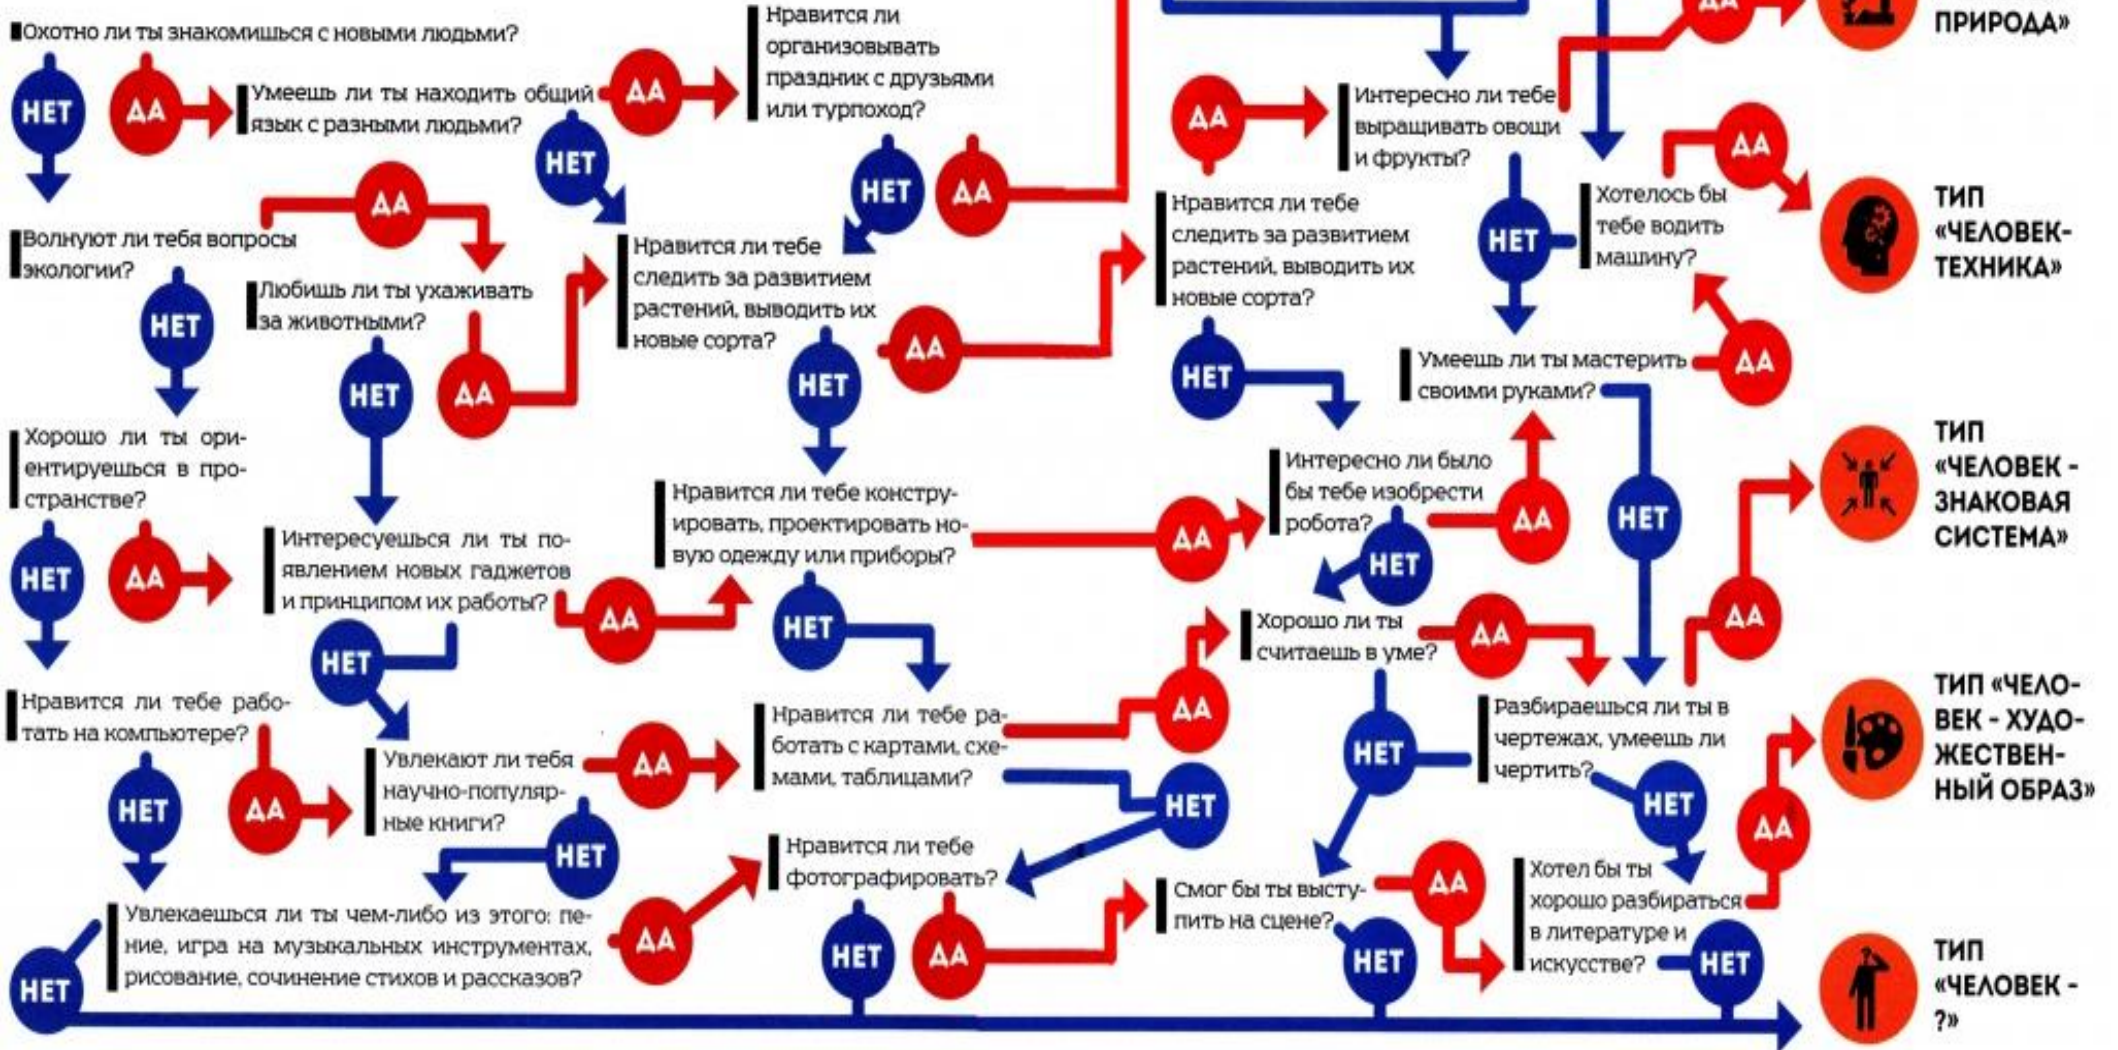 Охотно ли ты знакомишься с новыми людьми?
НЕТ
ДА
Умеешь ли ты находить общий
язык с разными людьми?
ДА
НЕТ
Нравится ли
организовывать
праздник с друзьями
или турпоход?
НЕТ
ДА
Волнуют ли тебя вопросы
экологии?
ДА
НЕТ
Любишь ли ты ухаживать
за животными?
НЕТ
ДА
Нравится ли тебе
следить за развитием
растений, выводить их
новые сорта?
НЕТ
ДА
Хорошо ли ты ори-
ентируешься в про-
странстве?
НЕТ
ДА
Интересуешься ли ты по-
явлением новых гаджетов
и принципом их работы?
ДА
НЕТ
Нравится ли тебе констру-
ировать, проектировать но-
вую одежду или приборы?
ДА
НЕТ
Нравится ли тебе рабо-
тать на компьютере?
НЕТ
ДА
Увлекают ли тебя
научно-популяр-
ные книги?
ДА
НЕТ
Нравится ли тебе ра-
ботать с картами, схе-
мами, таблицами?
ДА
НЕТ
Увлекаешься ли ты чем-либо из этого: пе-
ние, игра на музыкальных инструментах,
рисование, сочинение стихов и рассказов?
НЕТ
ДА
Нравится ли тебе
фотографировать?
НЕТ
ДА
ДА
Нравится ли тебе
следить за развитием
растений, выводить их
новые сорта?
НЕТ
Интересно ли тебе
выращивать овощи
и фрукты?
ДА
НЕТ
Хотелось бы
тебе водить
машину?
ДА
Умеешь ли ты мастерить
своими руками?
ДА
НЕТ
Интересно ли было
бы тебе изобрести
робота?
ДА
НЕТ
Хорошо ли ты
считаешь в уме?
ДА
НЕТ
Разбираешься ли ты в
чертежах, умеешь ли
чертить?
ДА
НЕТ
Смог бы ты высту-
пить на сцене?
ДА
НЕТ
Хотел бы ты
хорошо разбираться
в литературе и
искусстве?
ДА
НЕТ
ПРИРОДА»
ТИП
«ЧЕЛОВЕК-
ТЕХНИКА»
ТИП
«ЧЕЛОВЕК -
ЗНАКОВАЯ
СИСТЕМА»
ТИП «ЧЕЛО-
ВЕК - ХУДО-
ЖЕСТВЕН-
НЫЙ ОБРАЗ»
ТИП
«ЧЕЛОВЕК -
?»